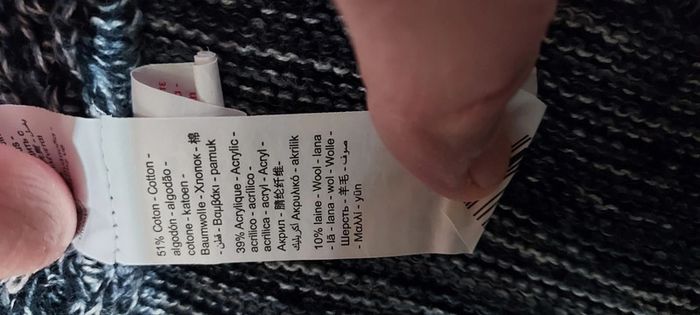 51% Coton - Cotton -
algodón - algodão -
cotone - katoen -
Baumwolle - Хлопок - 棉
- قطن - Βαμβάκι - pamuk
39% Acrylique - Acrylic -
acrílico - acrílico -
acrilica - acryl - Acryl -
Акрил - 腈纶纤维-
أكريليك Ακρυλικό - akrilik
10% laine - Wool - lana
- lã - lana - wol - Wolle -
Шерсть - 羊毛 - صوف -
- Μαλλί - yün